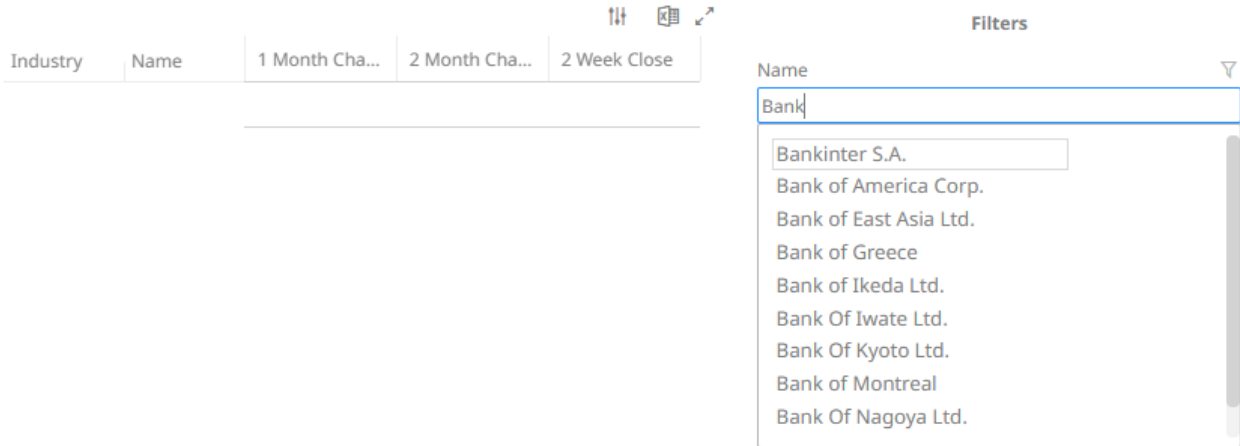 Industry Name 1 Month Cha... 2 Month Cha... 2 Week Close
Filters
Name
Bank
Bankinter S.A.
Bank of America Corp.
Bank of East Asia Ltd.
Bank of Greece
Bank of Ikeda Ltd.
Bank Of Iwate Ltd.
Bank Of Kyoto Ltd.
Bank of Montreal
Bank Of Nagoya Ltd.